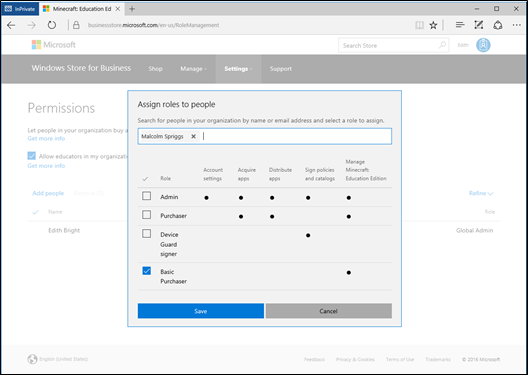 InPrivate
Minecraft: Education Ed
businessstore.microsoft.com/en-us/RoleManagement
Microsoft
Search Store
Windows Store for Business
Shop
Manage
Settings
Support
Permissions
Let people in your organization buy a
Get more info
Allow educators in my organizat
Get more info
Add people
Refine
Name
Role
Edith Bright
Global Admin
Assign roles to people
Search for people in your organization by name or email address and select a role to assign.
Malcolm Spriggs
Role
Account settings
Acquire apps
Distribute apps
Sign policies and catalogs
Manage Minecraft: Education Edition
Admin
Purchaser
Device
Guard
signer
Basic
Purchaser
Save
Cancel
English (United States)
Feedback
Privacy & Cookies
Terms of Use
Trademarks
© 2016 Microsoft